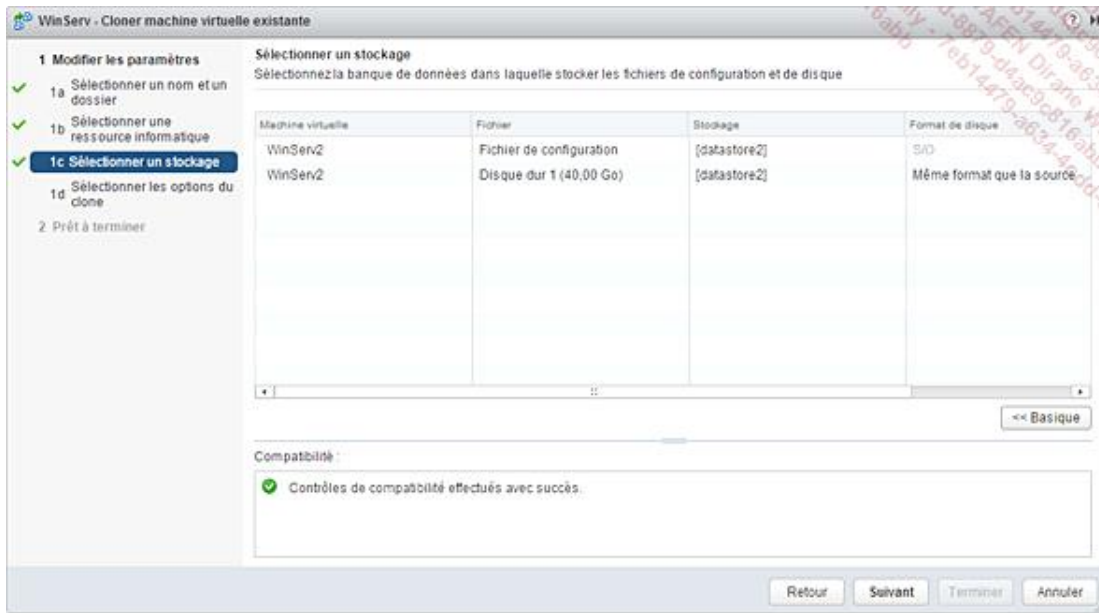 WinServ - Cloner machine virtuelle existante
1 Modifier les paramètres
1a Sélectionner un nom et un
dossier
1b Sélectionner une
ressource informatique
1c Sélectionner un stockage
1d Sélectionner les options du
clone
2 Prêt à terminer
Sélectionner un stockage
Sélectionnez la banque de données dans laquelle stocker les fichiers de configuration et de disque
Machine virtuelle Fichier Stockage Format de disque
WinServ2 Fichier de configuration [datastore2] S/O
WinServ2 Disque dur 1 (40,00 Go) [datastore2] Même format que la source
<< Basique
Compatibilité :
Contrôles de compatibilité effectués avec succès.
Retour Suivant Terminer Annuler